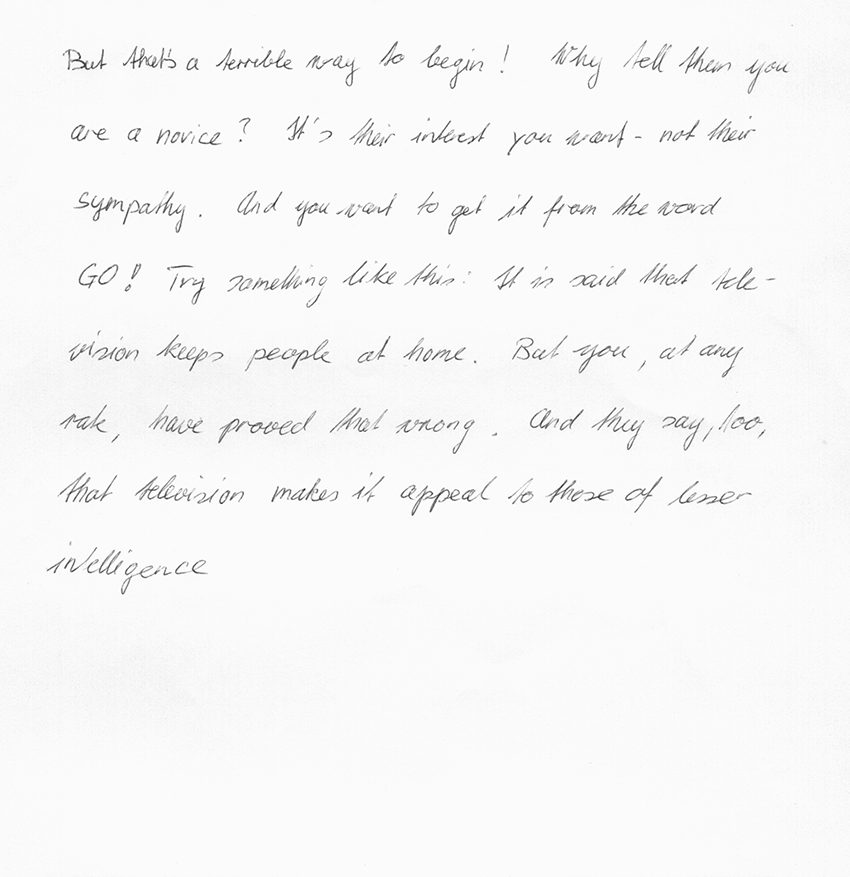 But that's a terrible way to begin! Why tell them you
are a novice? It's their interest you want - not their
sympathy. And you want to get it from the word
GO! Try something like this: It is said that tele-
vision keeps people at home. But you, at any
rate, have proved that wrong. And they say, too,
that television makes it appeal to those of lesser
intelligence